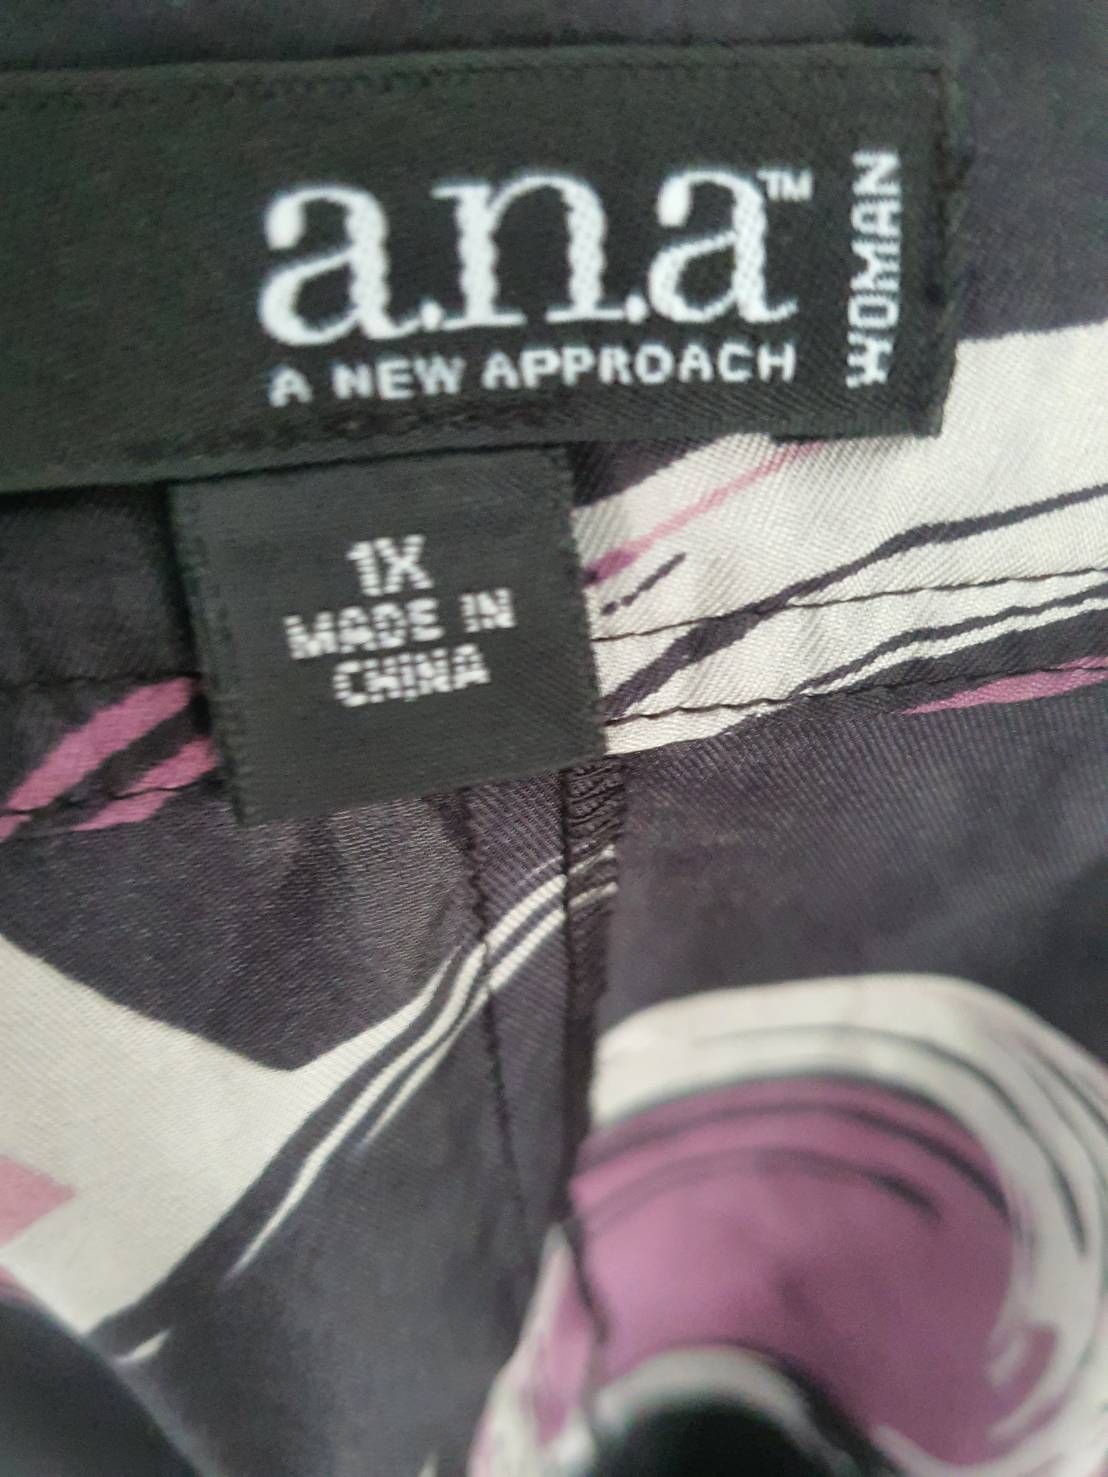 a.n.a™
A NEW APPROACH
WOMAN
1X
MADE IN
CHINA